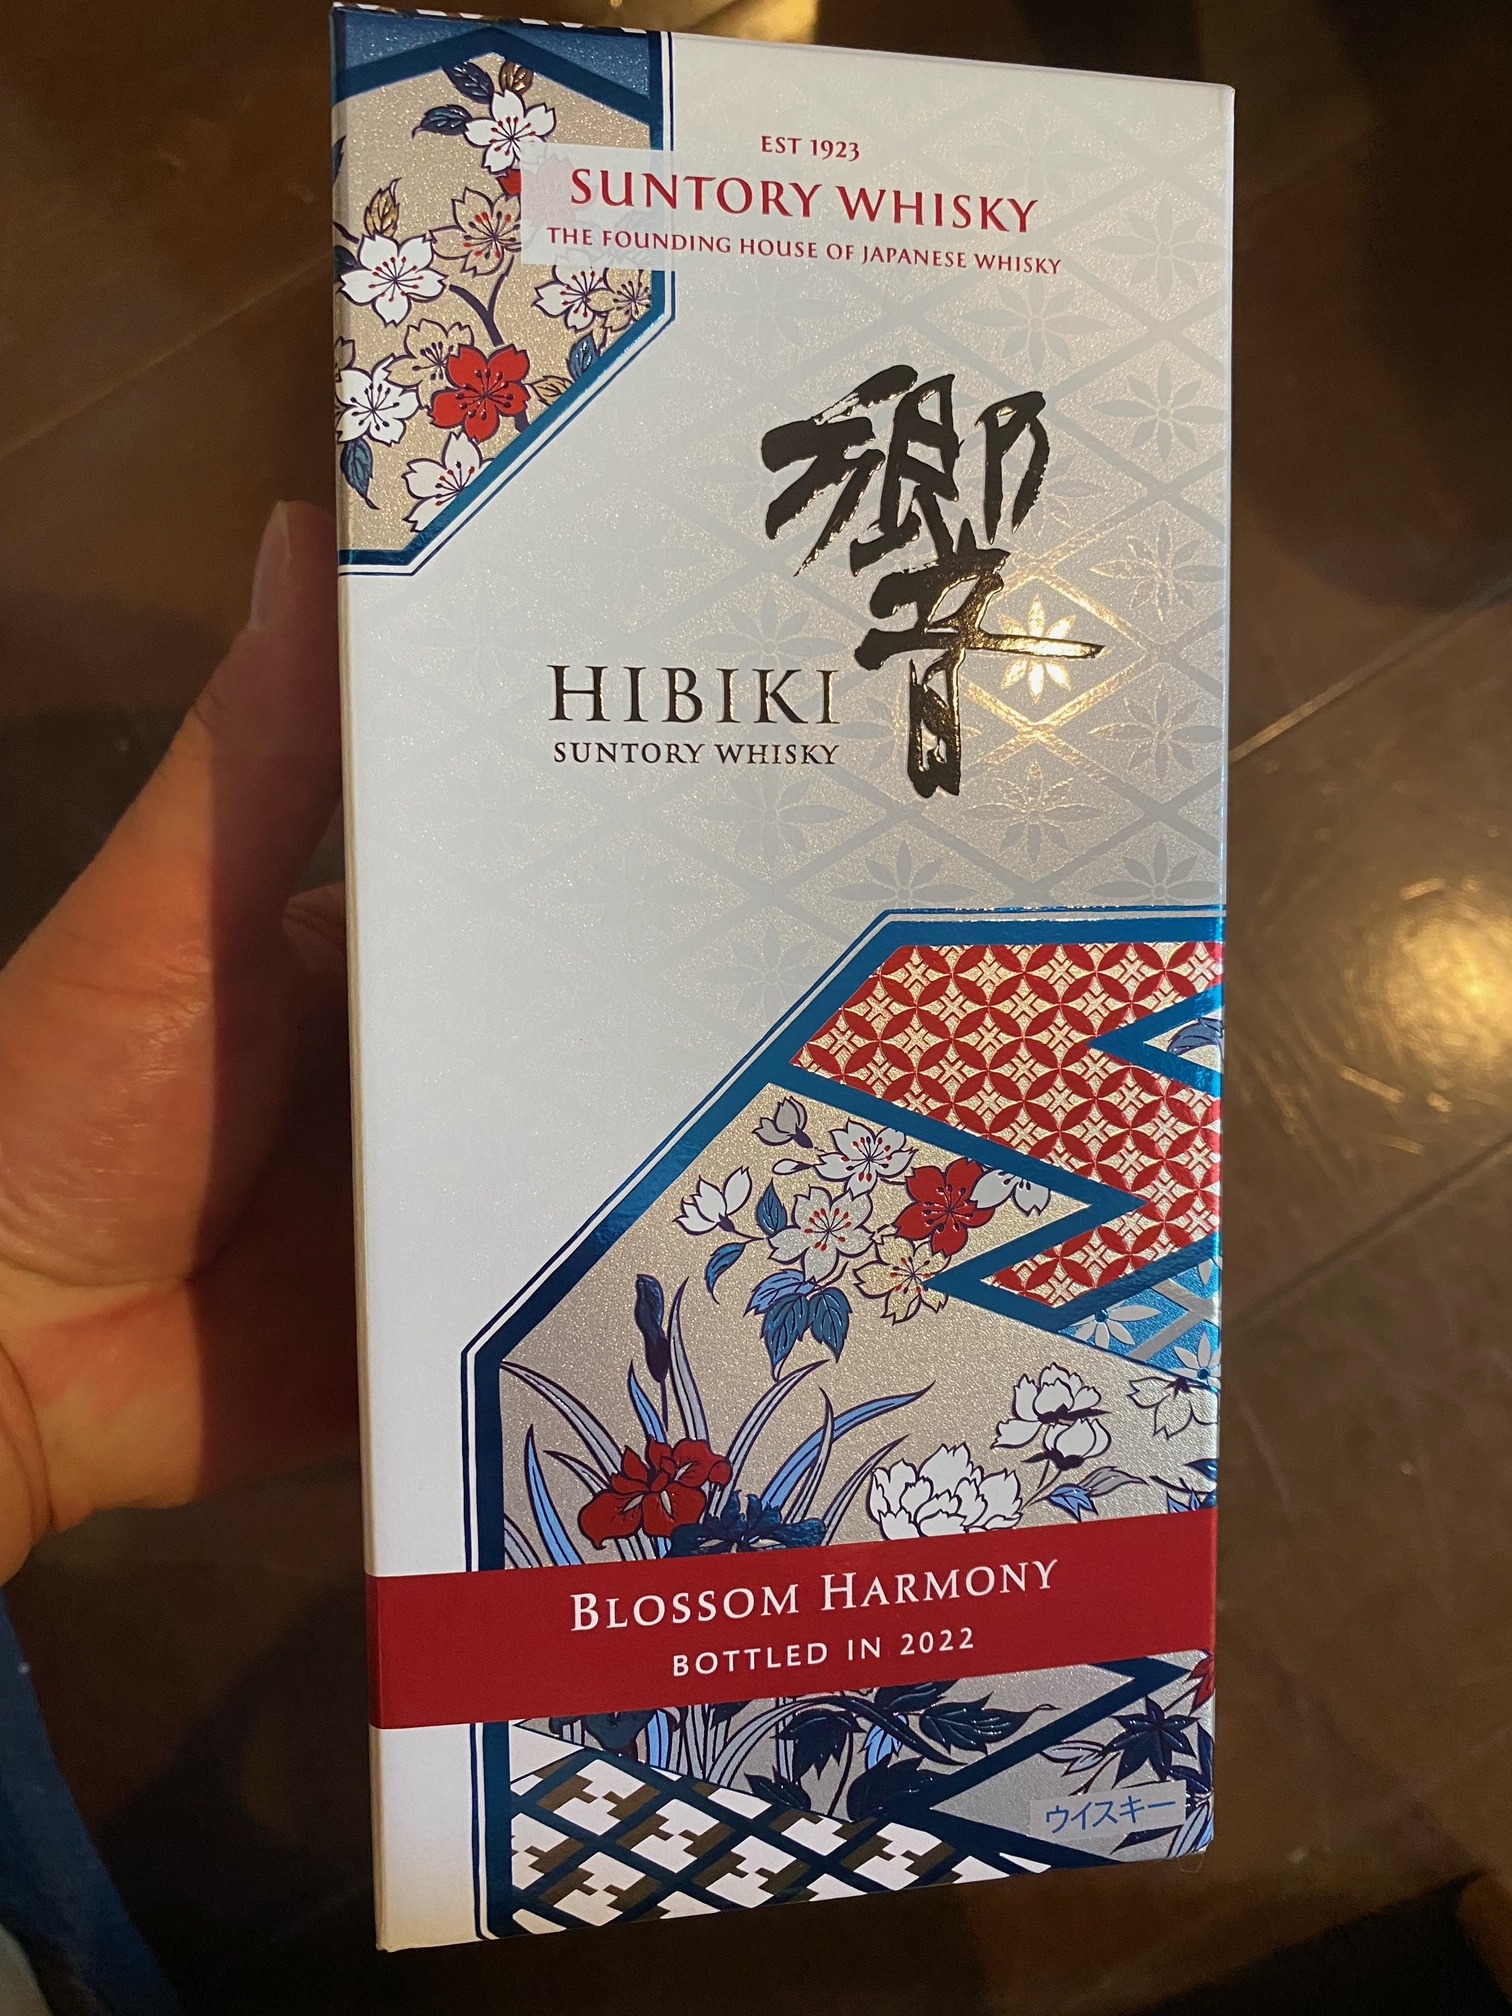 EST 1923
SUNTORY WHISKY
THE FOUNDING HOUSE OF JAPANESE WHISKY
響
HIBIKI
SUNTORY WHISKY
BLOSSOM HARMONY
BOTTLED IN 2022
ウイスキー